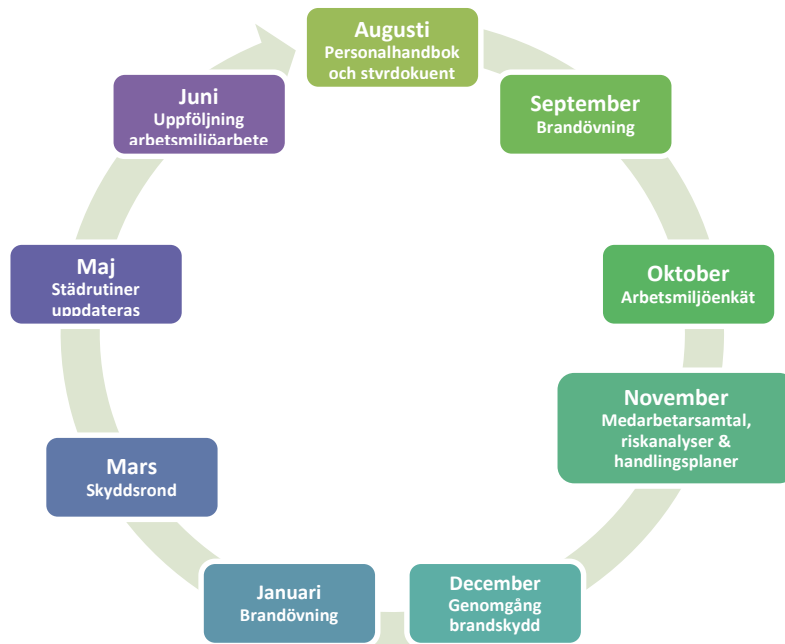 Augusti
Personalhandbok
och styrdokuent
September
Brandövning
Oktober
Arbetsmiljöenkät
November
Medarbetarsamtal,
riskanalyser &
handlingsplaner
December
Genomgång
brandskydd
Januari
Brandövning
Mars
Skyddsrond
Maj
Städrutiner
uppdateras
Juni
Uppföljning
arbetsmiljöarbete